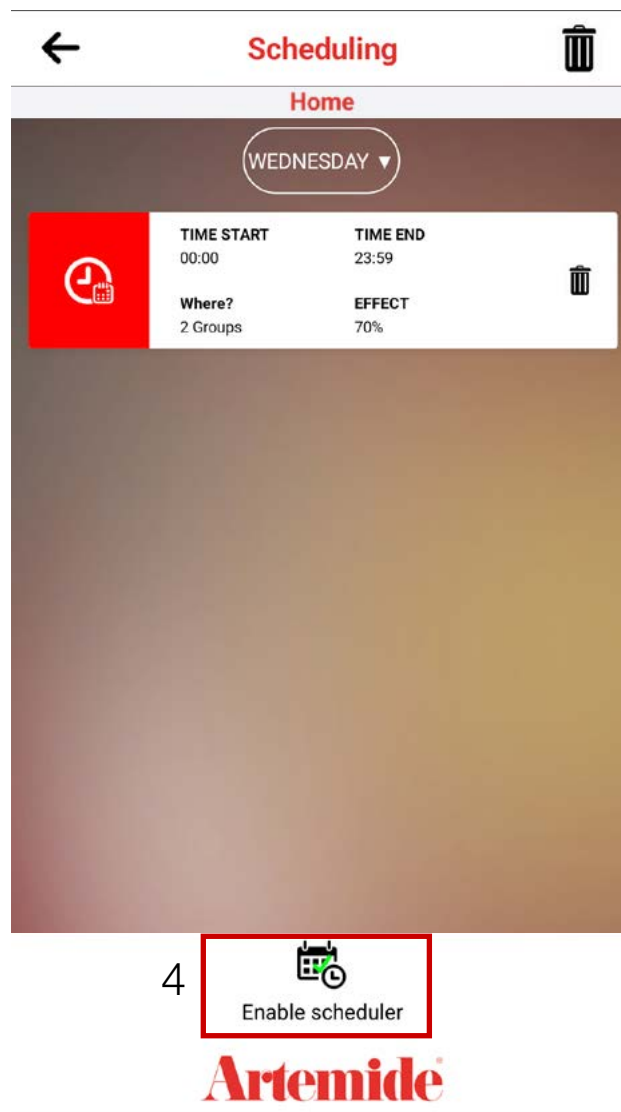 Scheduling
Home
WEDNESDAY ▼
TIME START TIME END
00:00 23:59
Where? EFFECT
2 Groups 70%
4
Enable scheduler
Artemide®